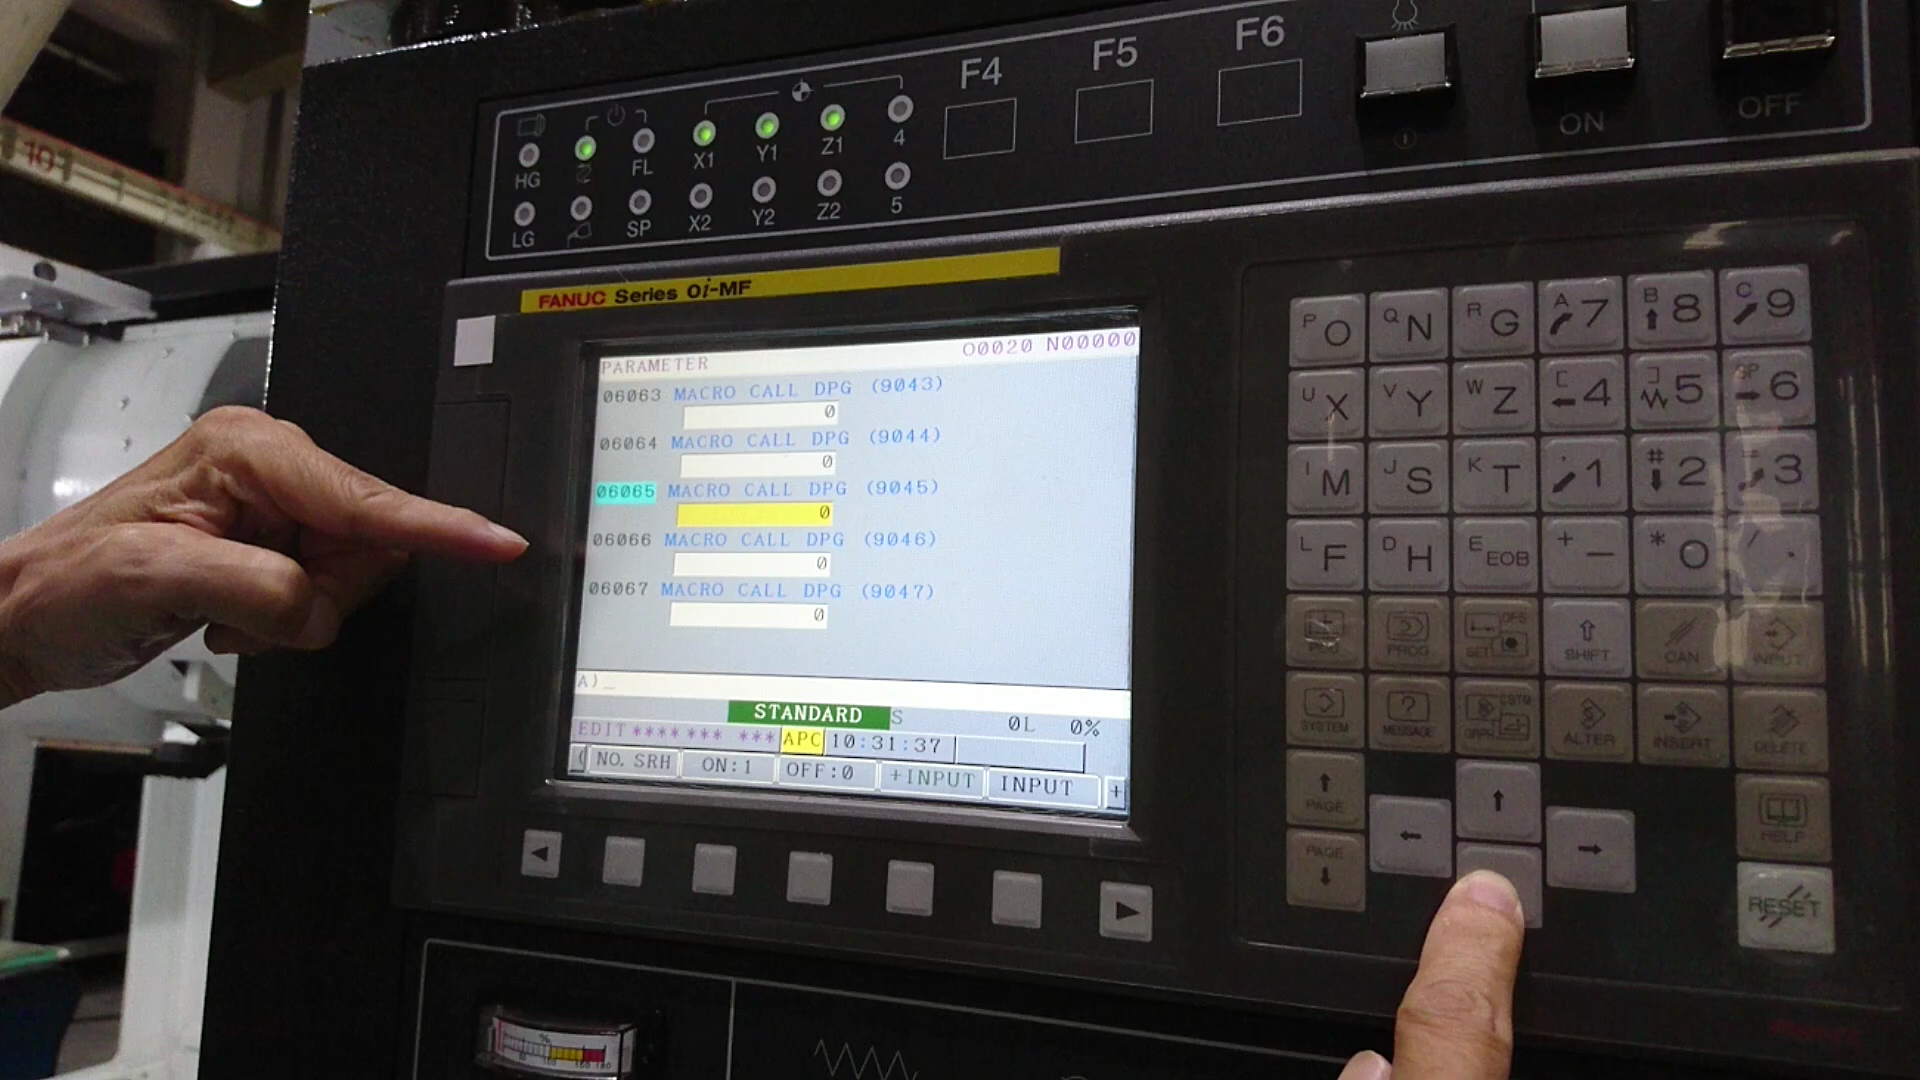 F4 F5 F6
ON OFF
HG FL X1 Y1 Z1 4
LG SP X2 Y2 Z2 5
FANUC Series 0i-MF
PARAMETER O0020 N00000
06063 MACRO CALL DPG (9043)
0
06064 MACRO CALL DPG (9044)
0
06065 MACRO CALL DPG (9045)
0
06066 MACRO CALL DPG (9046)
0
06067 MACRO CALL DPG (9047)
0
A)_
STANDARD S 0L 0%
EDIT **** *** *** APC 10:31:37
( NO. SRH ON:1 OFF:0 +INPUT INPUT +
P O Q N R G A 7 B 8 C 9
U X V Y W Z [ 4 ] 5 SP 6
I M J S K T , 1 # 2 = 3
L F D H E EOB + - * 0 / .
POS PROG OFS SET SHIFT CAN INPUT
SYSTEM MESSAGE CSTM GRPH ALTER INSERT DELETE
PAGE HELP
PAGE RESET
10